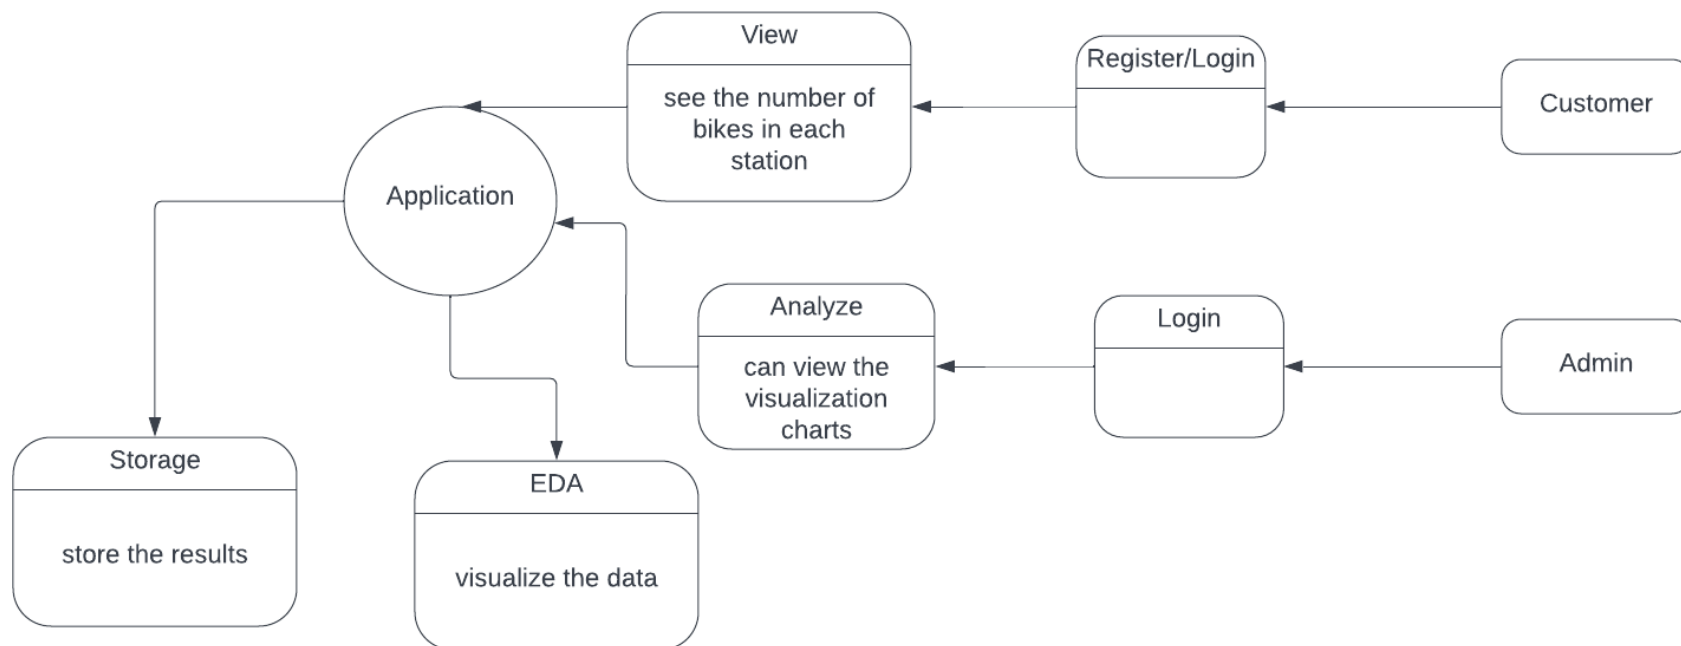 View
see the number of
bikes in each
station
Register/Login
Customer
Application
Analyze
can view the
visualization
charts
Login
Admin
Storage
store the results
EDA
visualize the data